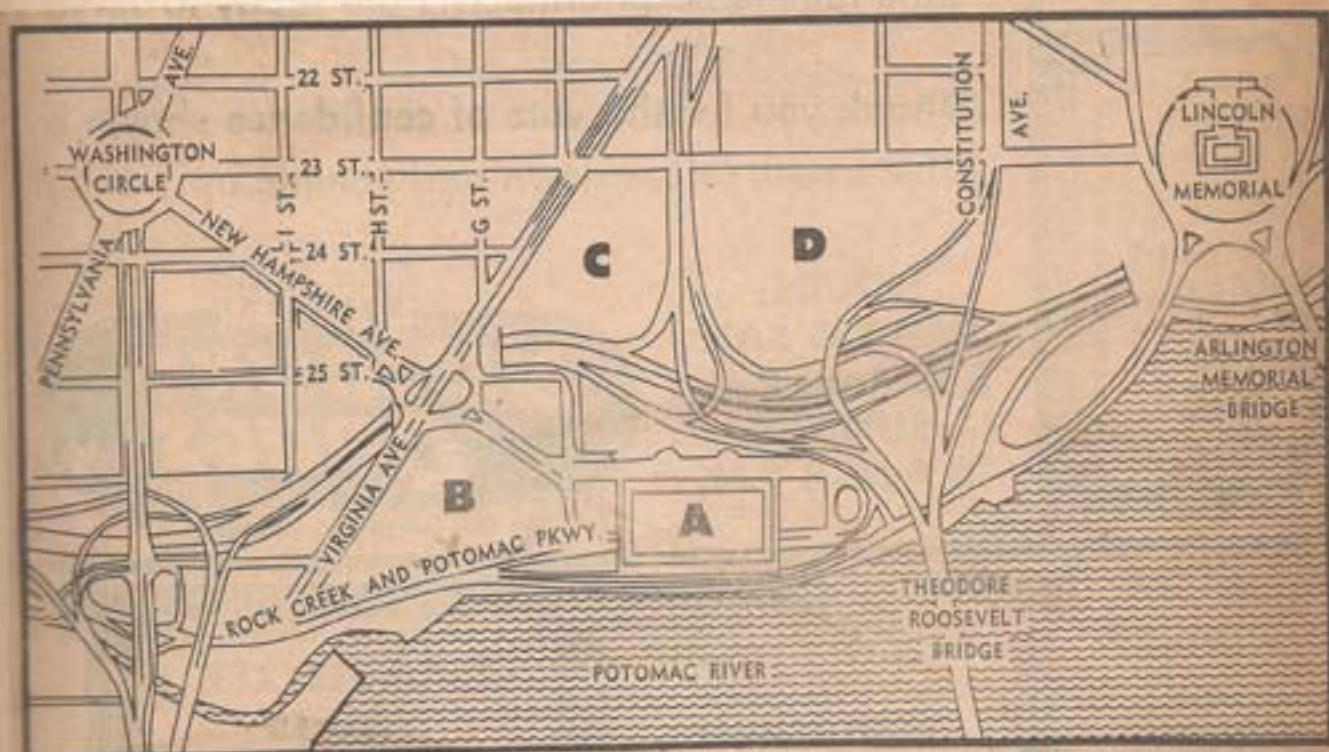 AVE.
22 ST.
CONSTITUTION
AVE.
LINCOLN
MEMORIAL
WASHINGTON
CIRCLE
23 ST.
I ST.
H ST.
G ST.
NEW HAMPSHIRE AVE.
24 ST.
C
D
PENNSYLVANIA
25 ST.
ARLINGTON
MEMORIAL
BRIDGE
VIRGINIA AVE.
B
A
ROCK CREEK AND POTOMAC PKWY.
THEODORE
ROOSEVELT
BRIDGE
POTOMAC RIVER